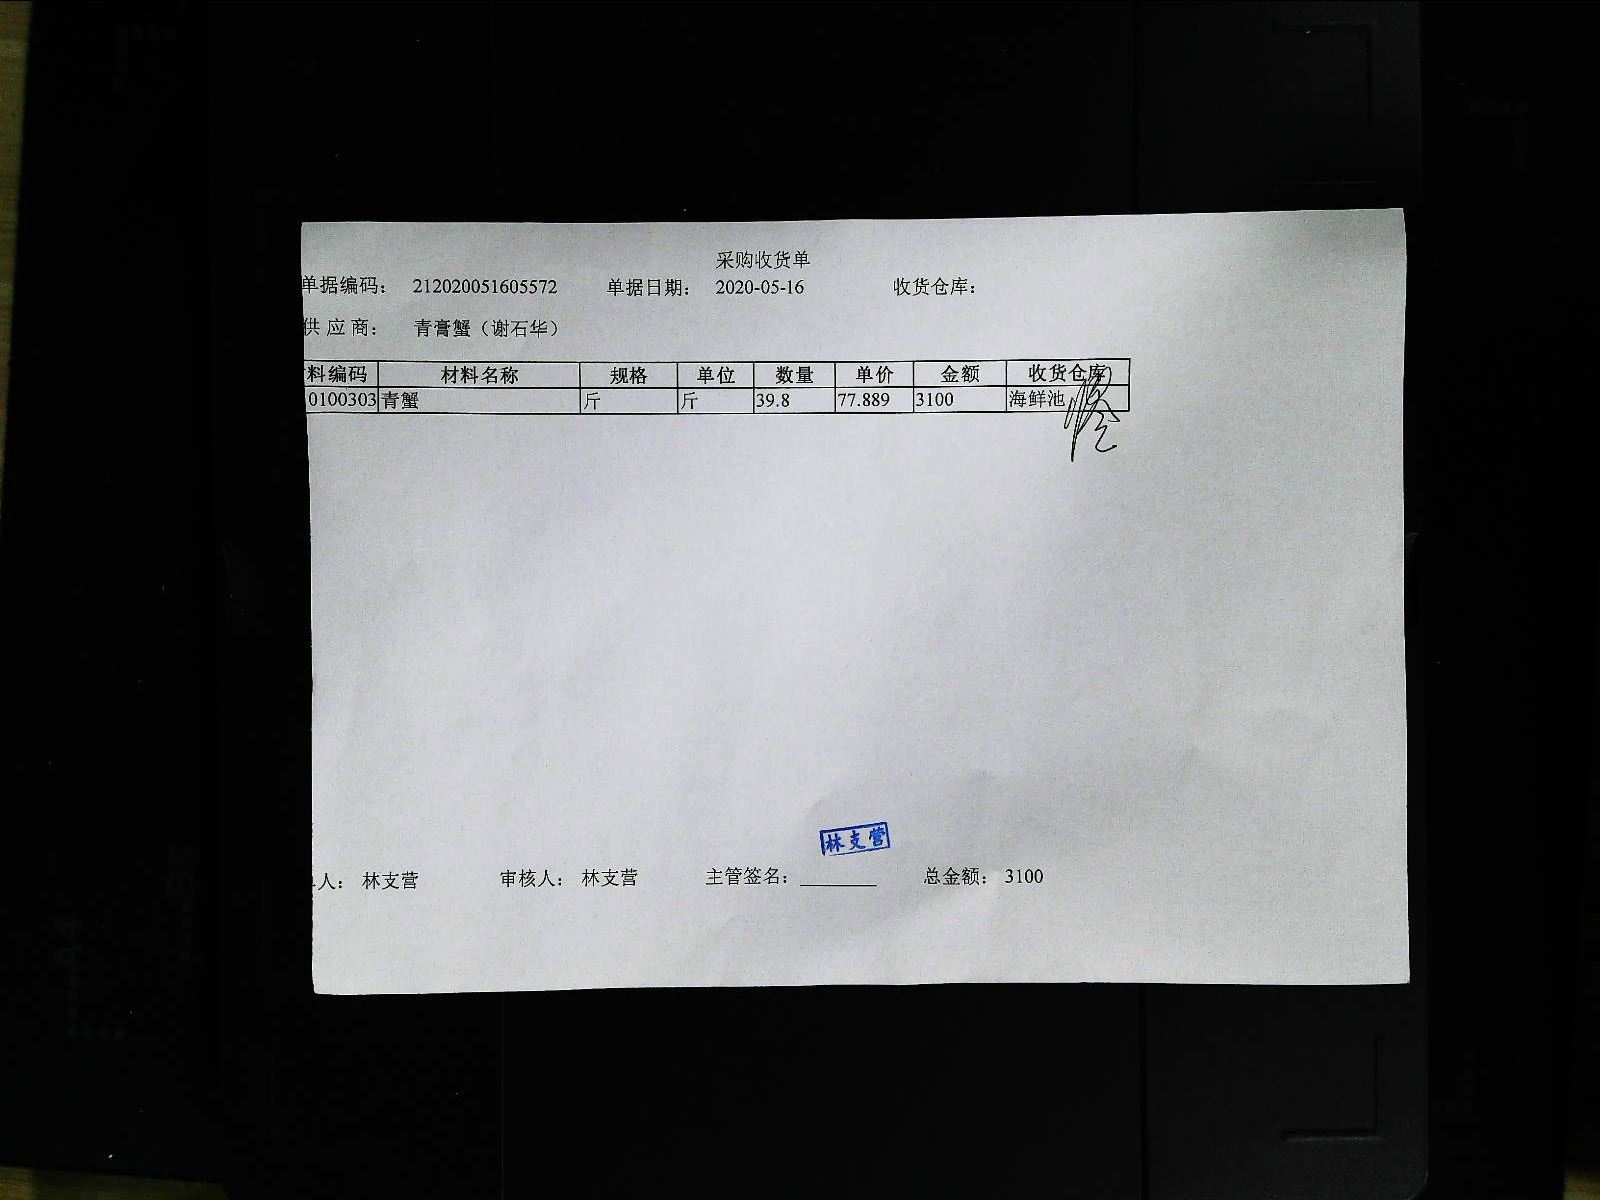 采购收货单
单据编码： 212020051605572 单据日期： 2020-05-16 收货仓库：
供应商： 青膏蟹（谢石华）
料编码 材料名称 规格 单位 数量 单价 金额 收货仓库
0100303 青蟹 斤 斤 39.8 77.889 3100 海鲜池
林支营
人： 林支营 审核人： 林支营 主管签名： 总金额： 3100